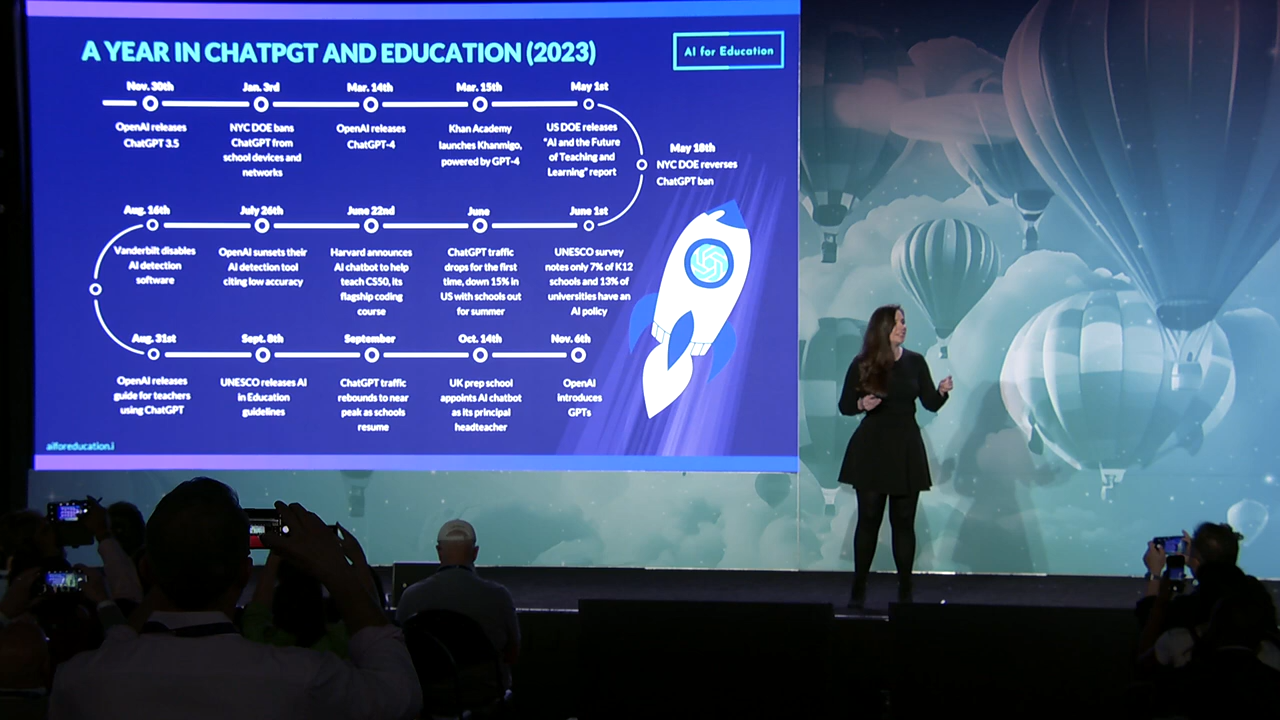 A YEAR IN CHATPGT AND EDUCATION (2023)
AI for Education
Nov. 30th
OpenAI releases
ChatGPT 3.5
Jan. 3rd
NYC DOE bans
ChatGPT from
school devices and
networks
Mar. 14th
OpenAI releases
ChatGPT-4
Mar. 15th
Khan Academy
launches Khanmigo,
powered by GPT-4
May 1st
US DOE releases
"AI and the Future
of Teaching and
Learning" report
May 18th
NYC DOE reverses
ChatGPT ban
June 1st
UNESCO survey
notes only 7% of K12
schools and 13% of
universities have an
AI policy
June
ChatGPT traffic
drops for the first
time, down 15% in
US with schools out
for summer
June 22nd
Harvard announces
AI chatbot to help
teach CS50, its
flagship coding
course
July 26th
OpenAI sunsets their
AI detection tool
citing low accuracy
Aug. 16th
Vanderbilt disables
AI detection
software
Aug. 31st
OpenAI releases
guide for teachers
using ChatGPT
Sept. 8th
UNESCO releases AI
in Education
guidelines
September
ChatGPT traffic
rebounds to near
peak as schools
resume
Oct. 14th
UK prep school
appoints AI chatbot
as its principal
headteacher
Nov. 6th
OpenAI
introduces
GPTs
aiforeducation.i